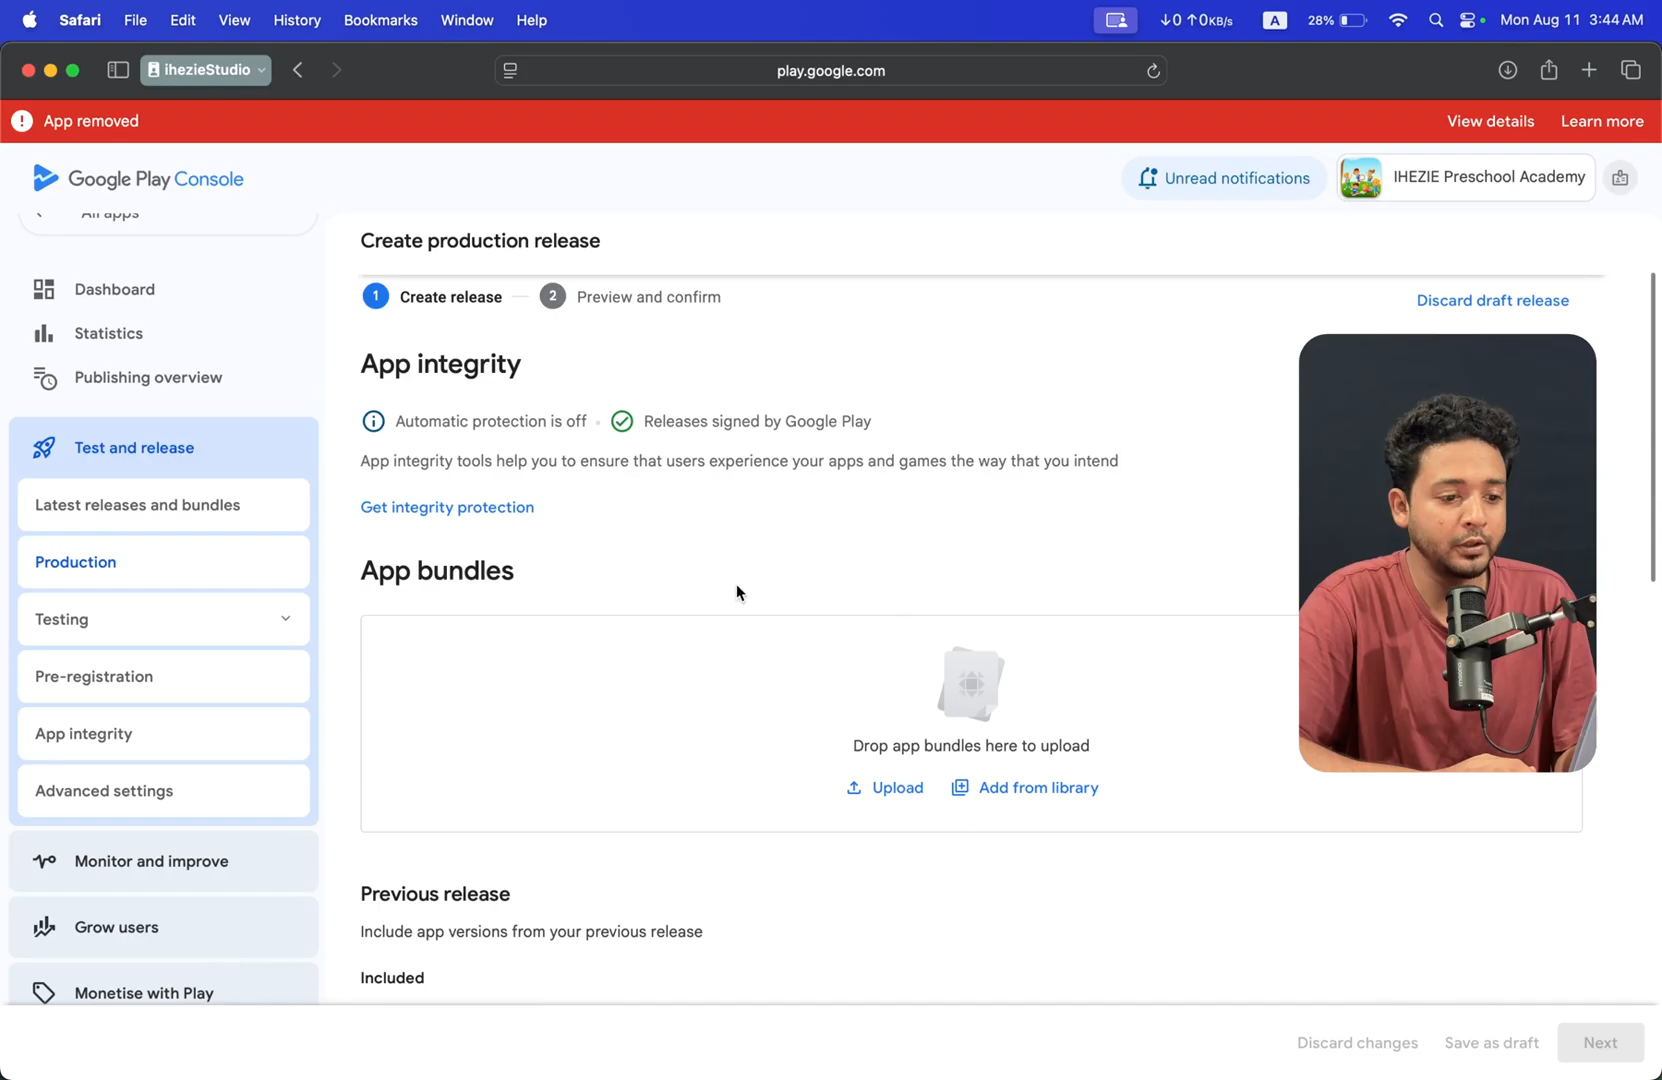 Safari File Edit View History Bookmarks Window Help ↓0 ↑0KB/s A 28% Mon Aug 11 3:44 AM
ihezieStudio play.google.com
! App removed View details Learn more
Google Play Console Unread notifications IHEZIE Preschool Academy
All apps
Create production release
1 Create release 2 Preview and confirm
Discard draft release
Dashboard
Statistics
Publishing overview
Test and release
Latest releases and bundles
Production
Testing
Pre-registration
App integrity
Advanced settings
Monitor and improve
Grow users
Monetise with Play
App integrity
Automatic protection is off • Releases signed by Google Play
App integrity tools help you to ensure that users experience your apps and games the way that you intend
Get integrity protection
App bundles
Drop app bundles here to upload
Upload Add from library
Previous release
Include app versions from your previous release
Included
Discard changes Save as draft Next